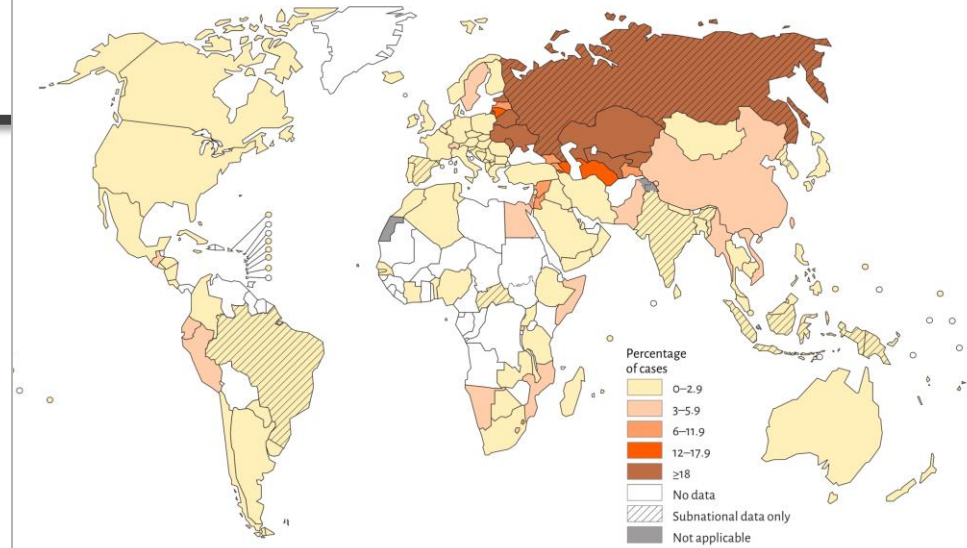 Percentage
of cases
0–2.9
3–5.9
6–11.9
12–17.9
≥18
No data
Subnational data only
Not applicable